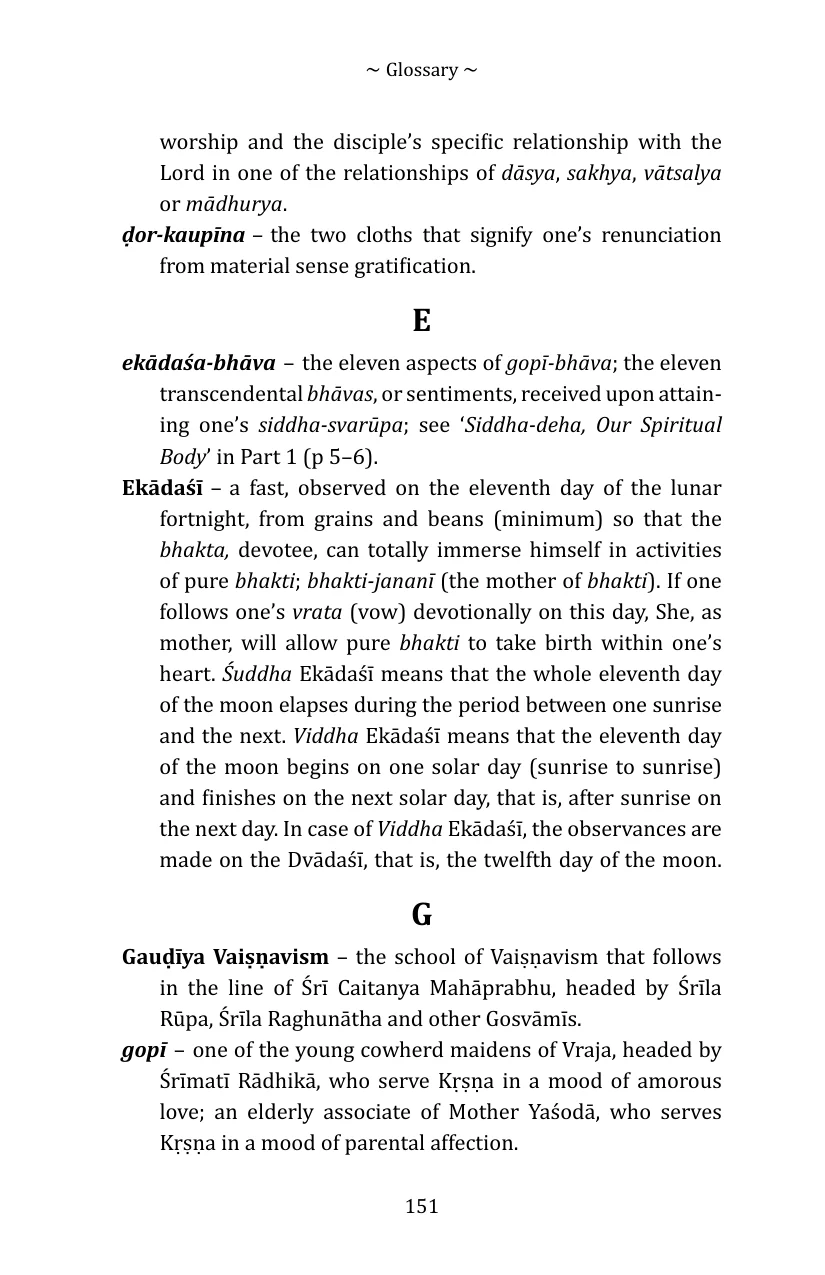 ~ Glossary ~
worship and the disciple’s specific relationship with the
Lord in one of the relationships of dāsya, sakhya, vātsalya
or mādhurya.
ḍor-kaupīna – the two cloths that signify one’s renunciation
from material sense gratification.
E
ekādaśa-bhāva – the eleven aspects of gopī-bhāva; the eleven
transcendental bhāvas, or sentiments, received upon attain-
ing one’s siddha-svarūpa; see ‘Siddha-deha, Our Spiritual
Body’ in Part 1 (p 5–6).
Ekādaśī – a fast, observed on the eleventh day of the lunar
fortnight, from grains and beans (minimum) so that the
bhakta, devotee, can totally immerse himself in activities
of pure bhakti; bhakti-jananī (the mother of bhakti). If one
follows one’s vrata (vow) devotionally on this day, She, as
mother, will allow pure bhakti to take birth within one’s
heart. Śuddha Ekādaśī means that the whole eleventh day
of the moon elapses during the period between one sunrise
and the next. Viddha Ekādaśī means that the eleventh day
of the moon begins on one solar day (sunrise to sunrise)
and finishes on the next solar day, that is, after sunrise on
the next day. In case of Viddha Ekādaśī, the observances are
made on the Dvādaśī, that is, the twelfth day of the moon.
G
Gauḍīya Vaiṣṇavism – the school of Vaiṣṇavism that follows
in the line of Śrī Caitanya Mahāprabhu, headed by Śrīla
Rūpa, Śrīla Raghunātha and other Gosvāmīs.
gopī – one of the young cowherd maidens of Vraja, headed by
Śrīmatī Rādhikā, who serve Kṛṣṇa in a mood of amorous
love; an elderly associate of Mother Yaśodā, who serves
Kṛṣṇa in a mood of parental affection.
151